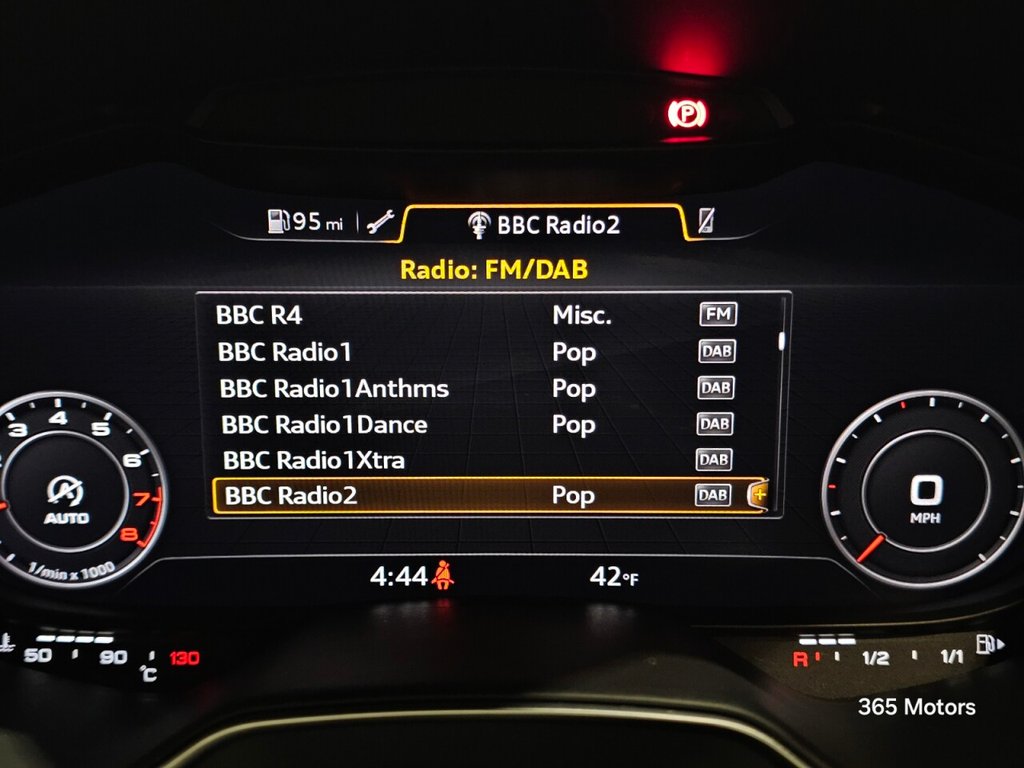 P
95 mi
BBC Radio2
Radio: FM/DAB
BBC R4 Misc. FM
BBC Radio1 Pop DAB
BBC Radio1Anthms Pop DAB
BBC Radio1Dance Pop DAB
BBC Radio1Xtra DAB
BBC Radio2 Pop DAB
3 4 5 6 7 8
A
AUTO
1/min x 1000
0
MPH
4:44
42°F
50 90 130
°C
R 1/2 1/1
365 Motors